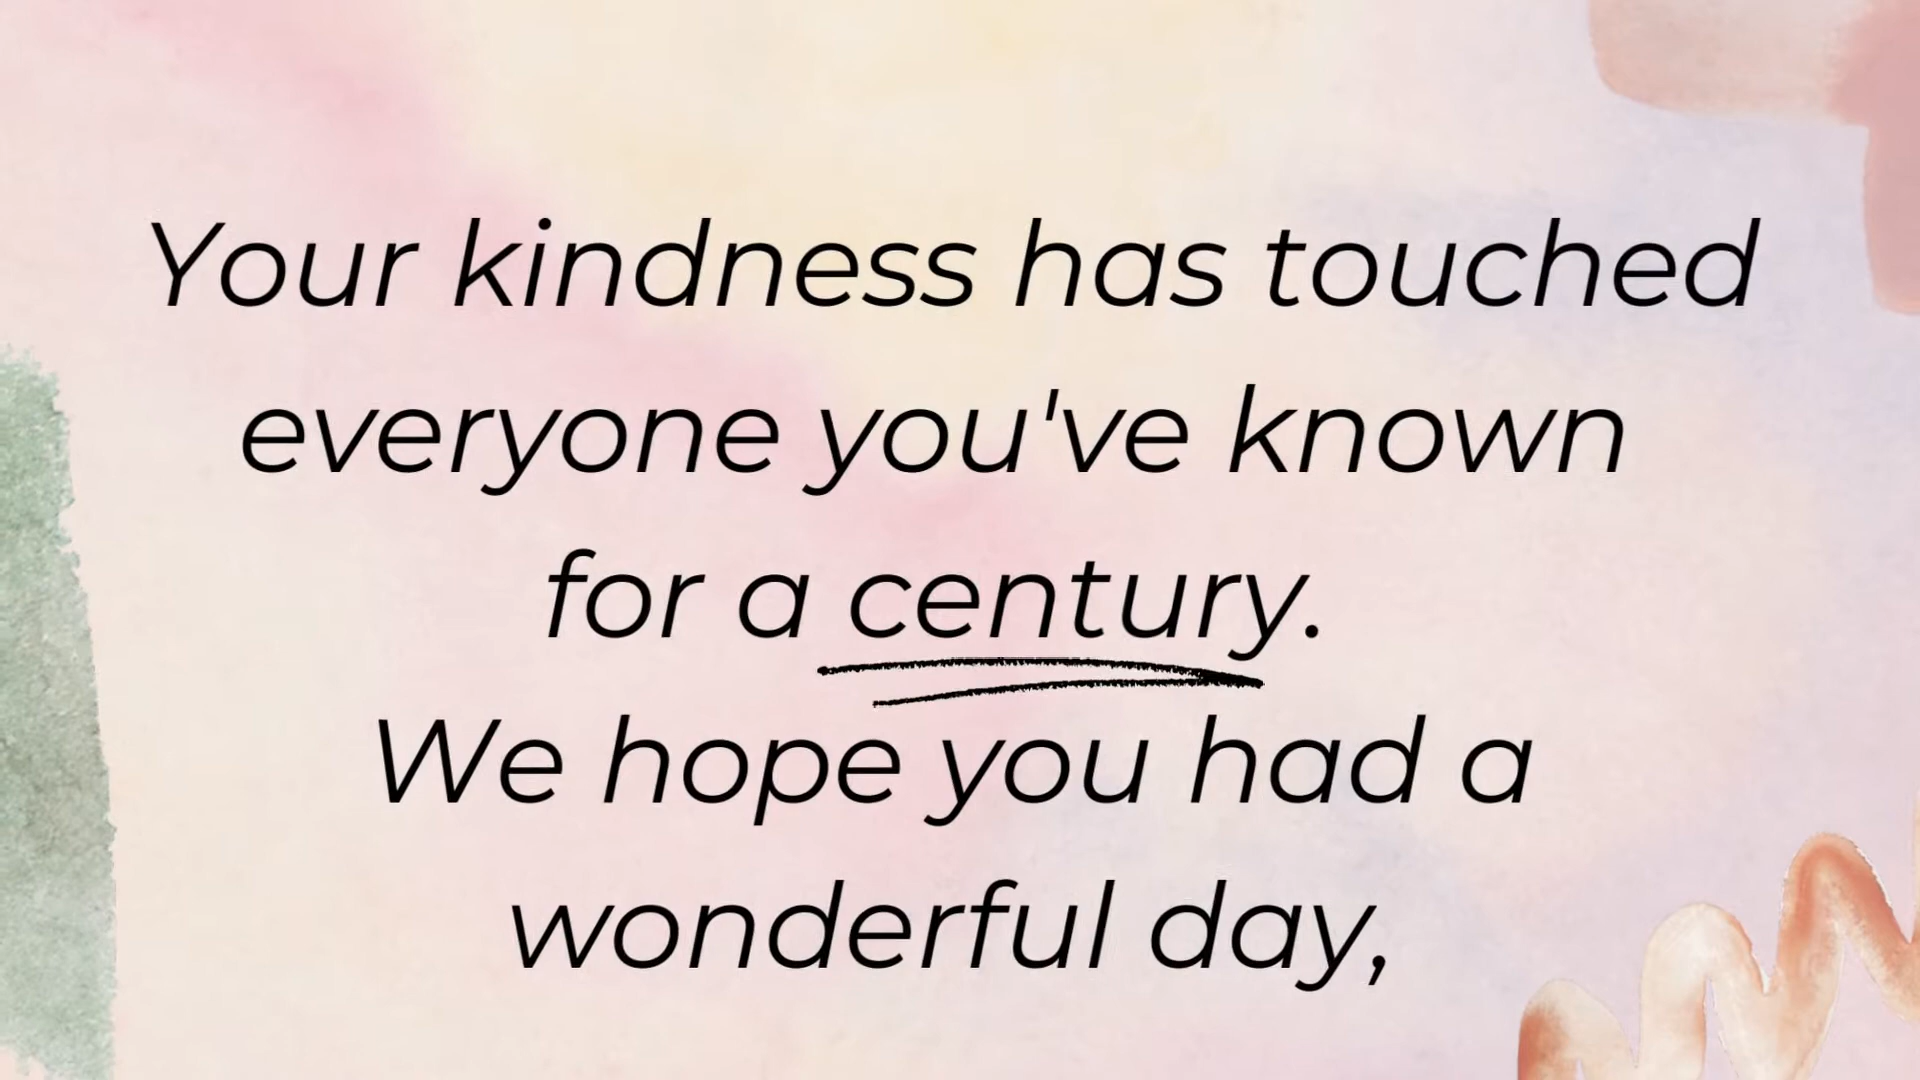 Your kindness has touched
everyone you've known
for a century.
We hope you had a
wonderful day,